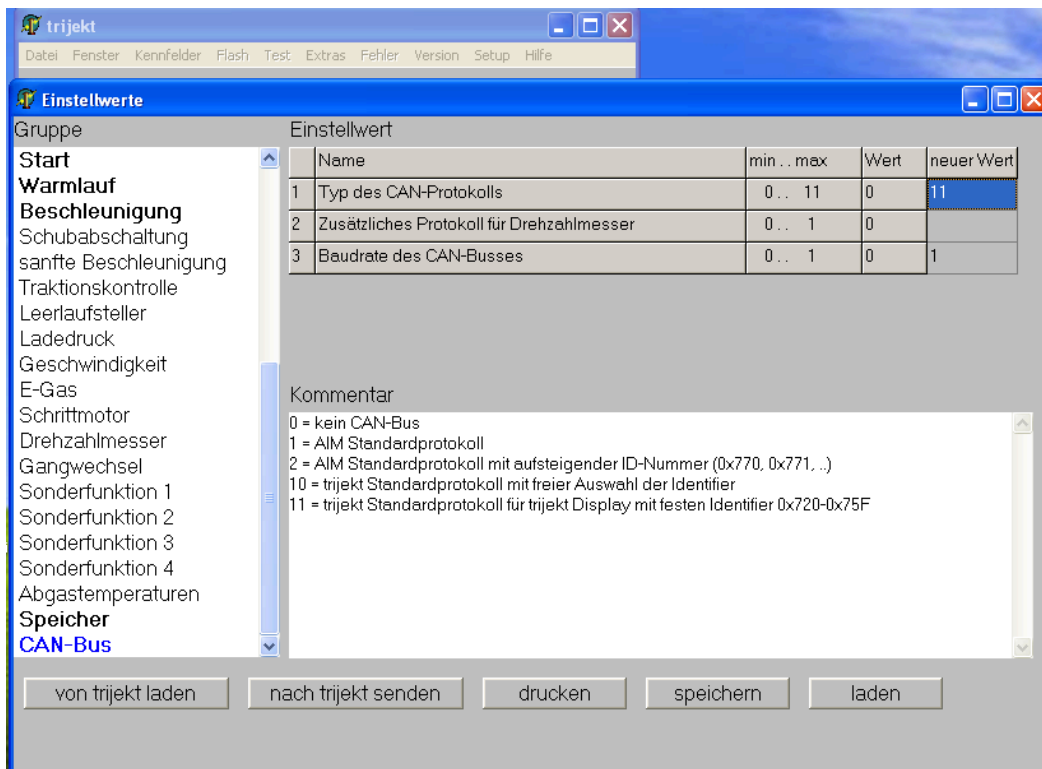 trijekt
Datei Fenster Kennfelder Flash Test Extras Fehler Version Setup Hilfe
Einstellwerte
Gruppe
Start
Warmlauf
Beschleunigung
Schubabschaltung
sanfte Beschleunigung
Traktionskontrolle
Leerlaufsteller
Ladedruck
Geschwindigkeit
E-Gas
Schrittmotor
Drehzahlmesser
Gangwechsel
Sonderfunktion 1
Sonderfunktion 2
Sonderfunktion 3
Sonderfunktion 4
Abgastemperaturen
Speicher
CAN-Bus
Einstellwert
Name min . . max Wert neuer Wert
1 Typ des CAN-Protokolls 0 . . 11 0 11
2 Zusätzliches Protokoll für Drehzahlmesser 0 . . 1 0
3 Baudrate des CAN-Busses 0 . . 1 0 1
Kommentar
0 = kein CAN-Bus
1 = AIM Standardprotokoll
2 = AIM Standardprotokoll mit aufsteigender ID-Nummer (0x770, 0x771, ..)
10 = trijekt Standardprotokoll mit freier Auswahl der Identifier
11 = trijekt Standardprotokoll für trijekt Display mit festen Identifier 0x720-0x75F
von trijekt laden nach trijekt senden drucken speichern laden